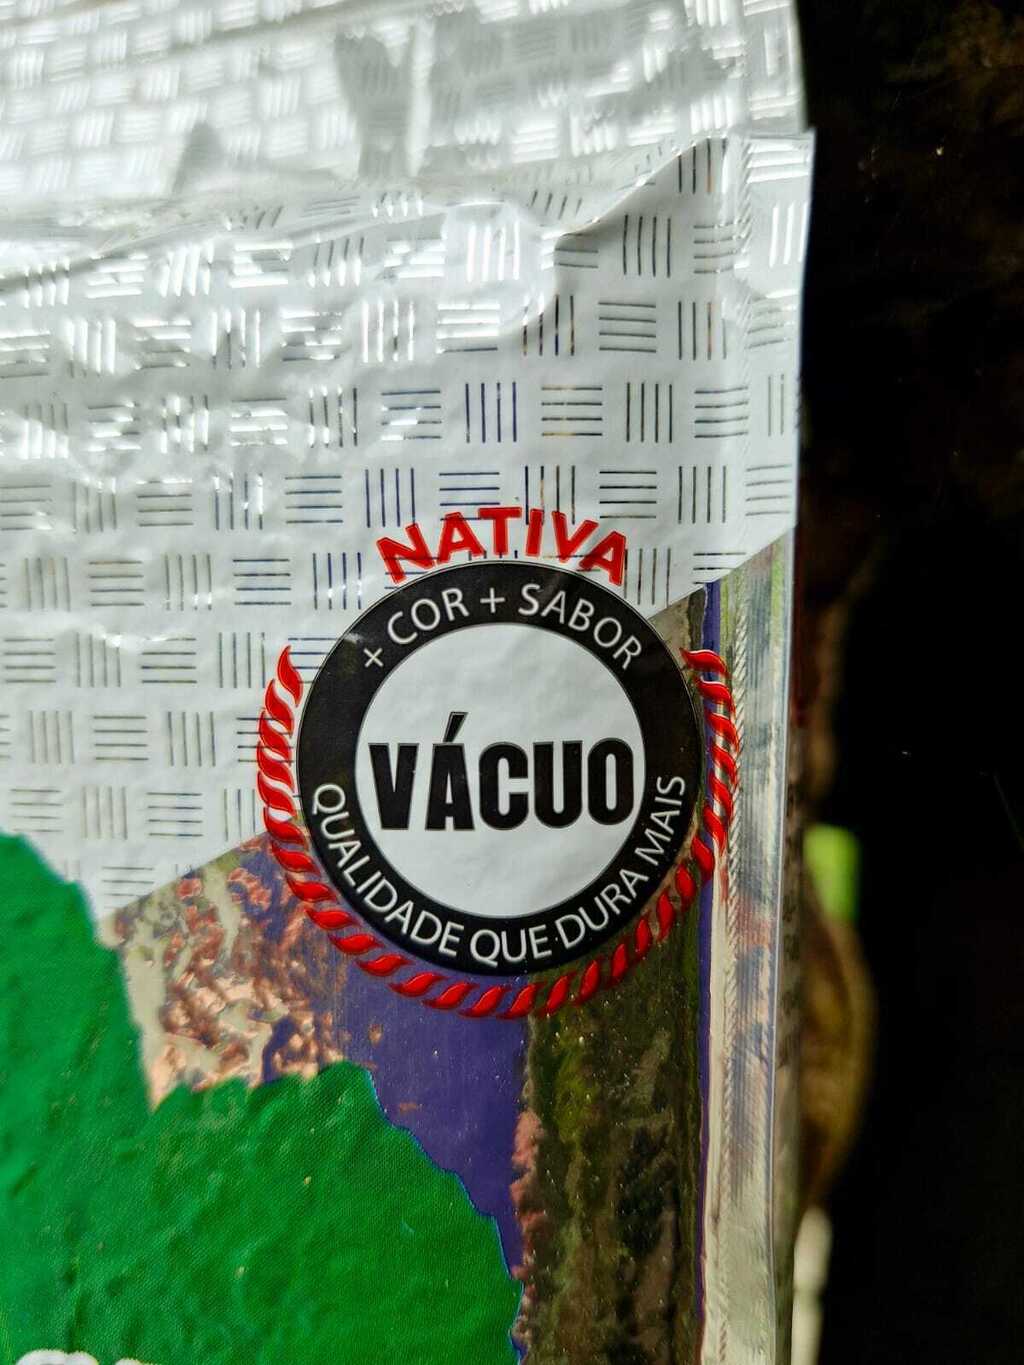 NATIVA
+ COR + SABOR
VÁCUO
QUALIDADE QUE DURA MAIS